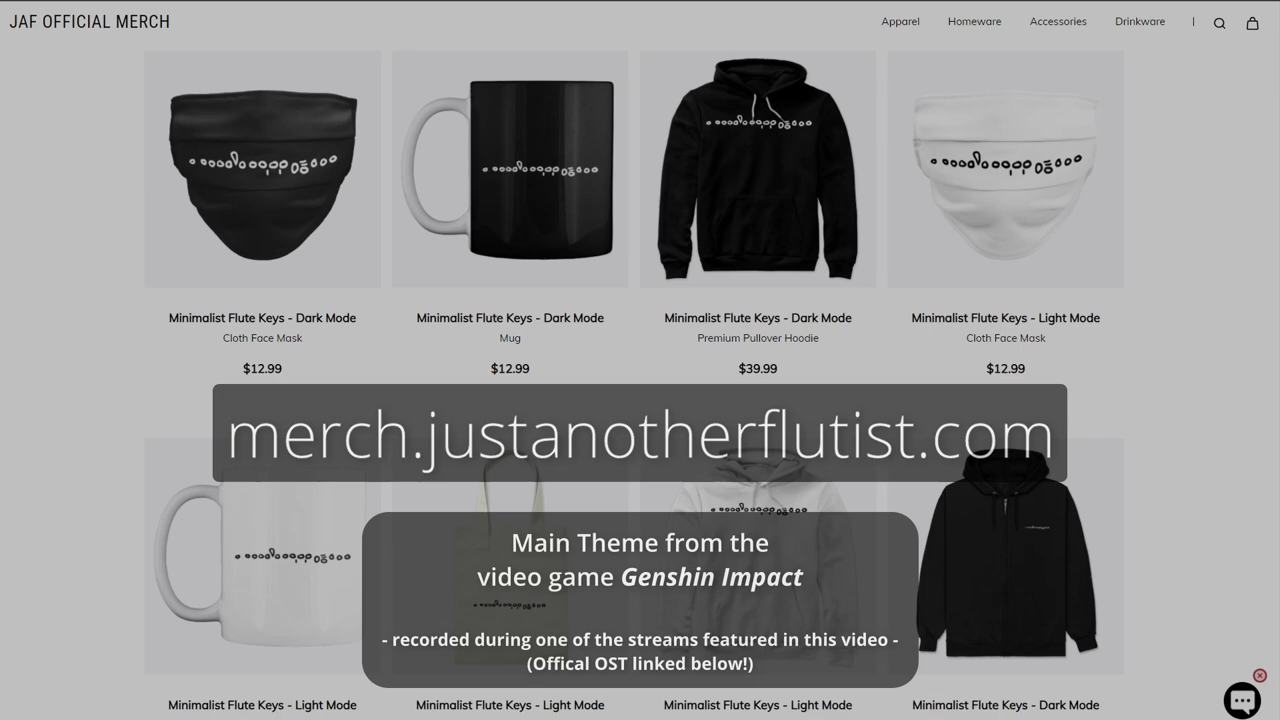 JAF OFFICIAL MERCH
Apparel Homeware Accessories Drinkware |
Minimalist Flute Keys - Dark Mode
Cloth Face Mask
$12.99
Minimalist Flute Keys - Dark Mode
Mug
$12.99
Minimalist Flute Keys - Dark Mode
Premium Pullover Hoodie
$39.99
Minimalist Flute Keys - Light Mode
Cloth Face Mask
$12.99
merch.justanotherflutist.com
Main Theme from the
video game Genshin Impact
- recorded during one of the streams featured in this video -
(Offical OST linked below!)
Minimalist Flute Keys - Light Mode
Minimalist Flute Keys - Light Mode
Minimalist Flute Keys - Light Mode
Minimalist Flute Keys - Dark Mode